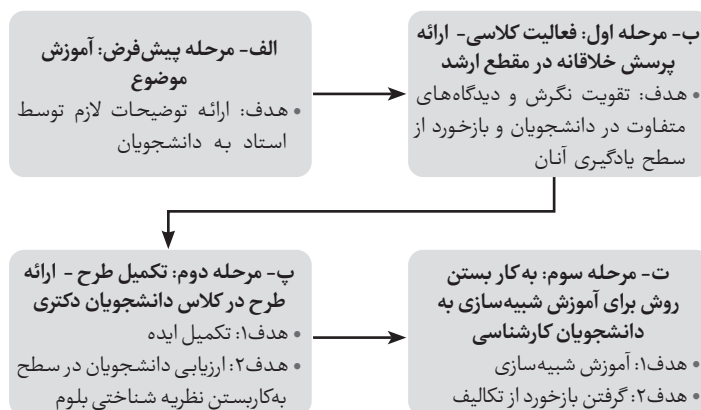 الف- مرحله پیش‌فرض: آموزش
موضوع
• هدف: ارائه توضیحات لازم توسط
استاد به دانشجویان
ب- مرحله اول: فعالیت کلاسی- ارائه
پرسش خلاقانه در مقطع ارشد
• هدف: تقویت نگرش و دیدگاه‌های
متفاوت در دانشجویان و بازخورد از
سطح یادگیری آنان
پ- مرحله دوم: تکمیل طرح - ارائه
طرح در کلاس دانشجویان دکتری
• هدف۱: تکمیل ایده
• هدف۲: ارزیابی دانشجویان در سطح
به‌کاربستن نظریه شناختی بلوم
ت- مرحله سوم: به‌کار بستن
روش برای آموزش شبیه‌سازی به
دانشجویان کارشناسی
• هدف۱: آموزش شبیه‌سازی
• هدف۲: گرفتن بازخورد از تکالیف